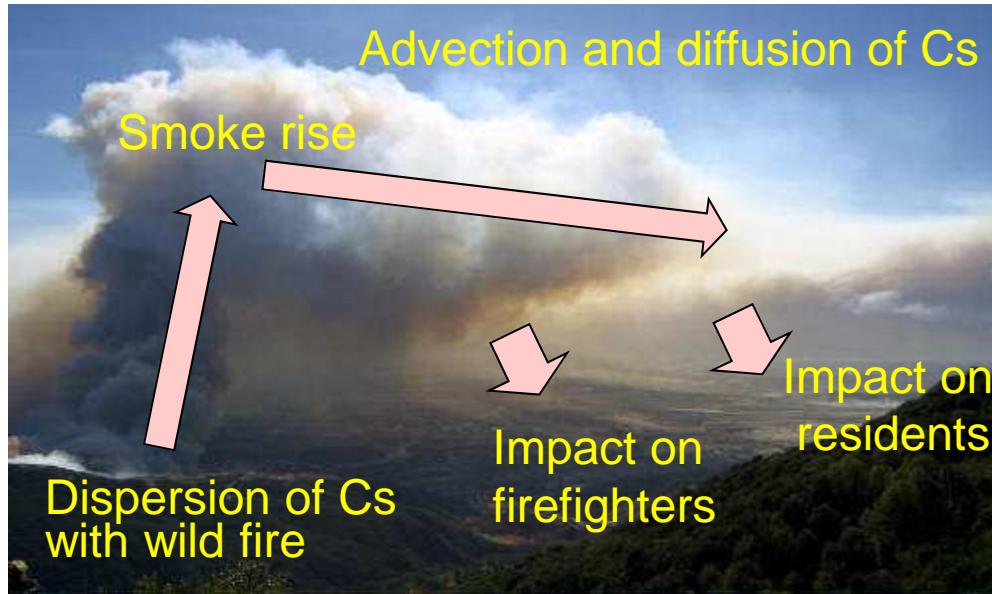 Advection and diffusion of Cs
Smoke rise
Impact on
residents
Impact on
firefighters
Dispersion of Cs
with wild fire